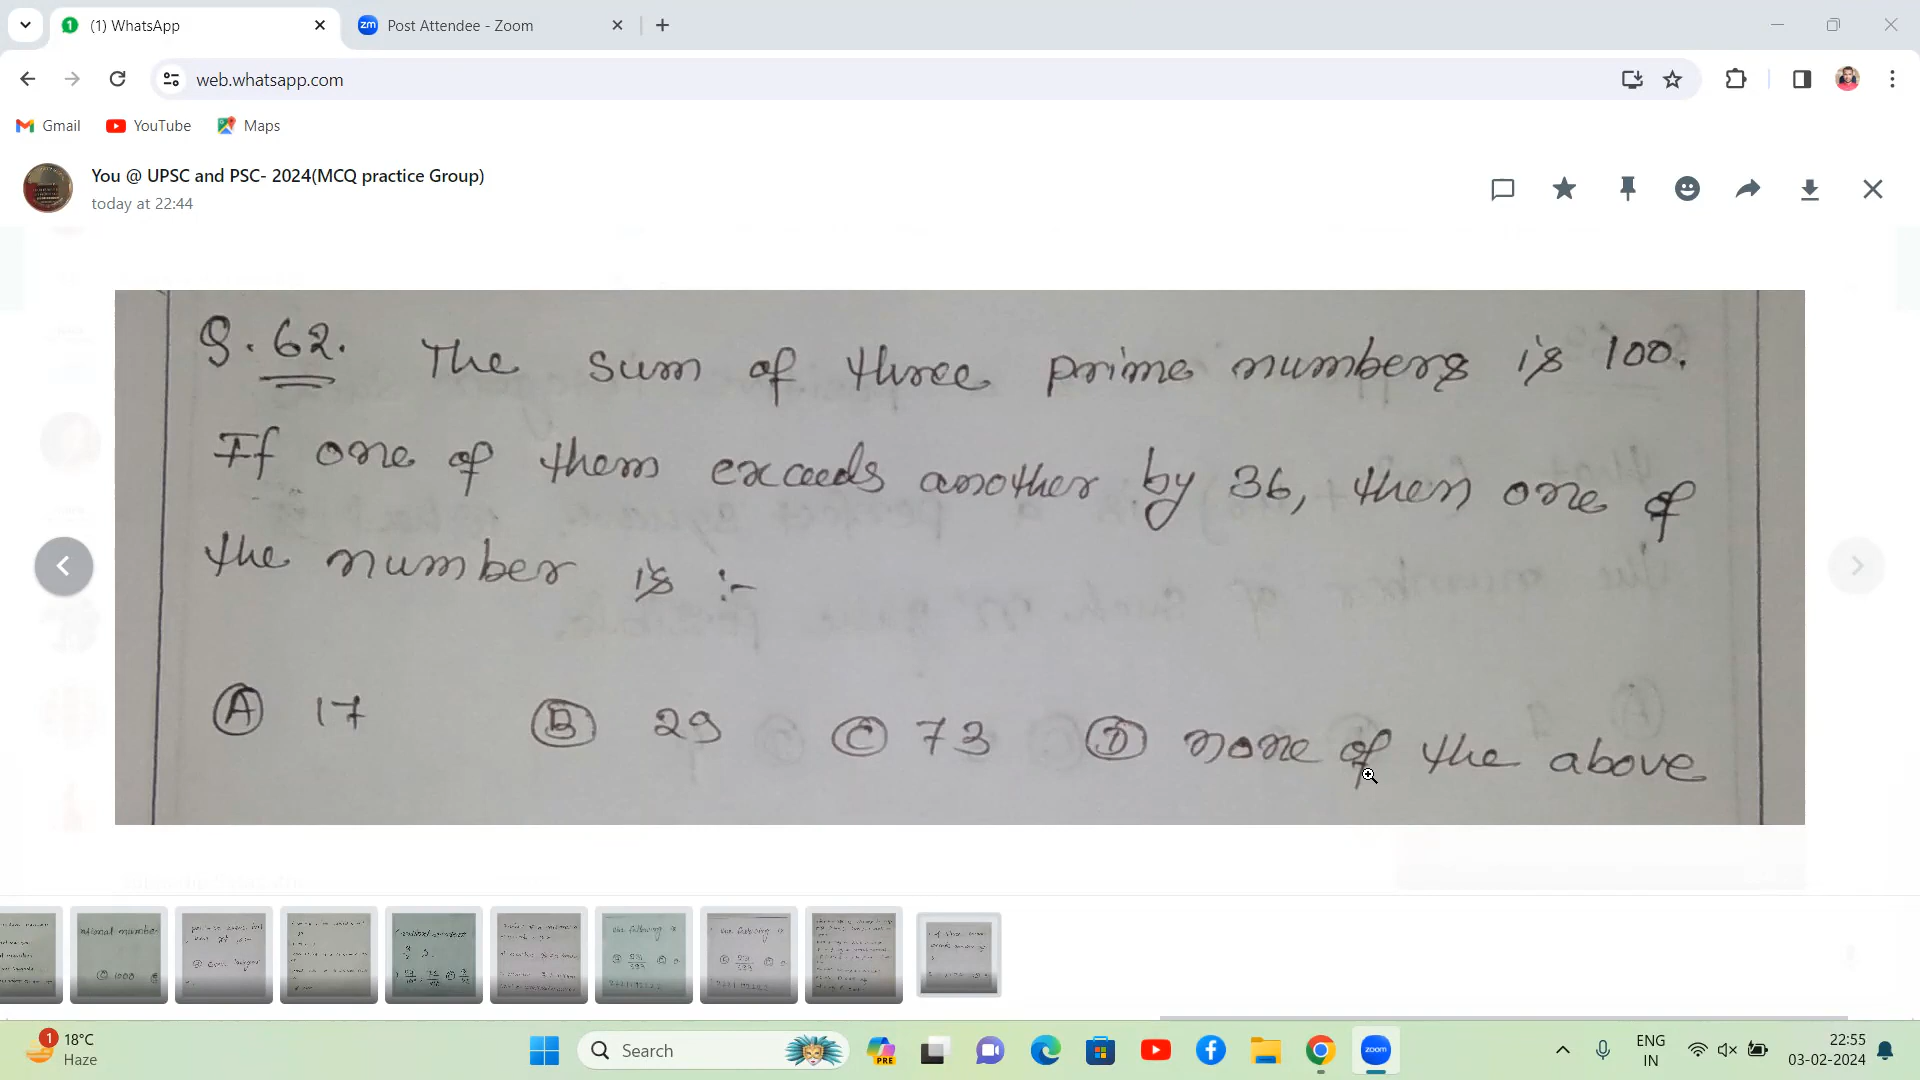 (1) WhatsApp
Post Attendee - Zoom
web.whatsapp.com
Gmail YouTube Maps
You @ UPSC and PSC- 2024(MCQ practice Group)
today at 22:44
Q. 62. The sum of three prime numbers is 100.
If one of them exceeds another by 36, then one of
the number is :-
(A) 17 (B) 29 (C) 73 (D) none of the above
18°C
Haze
Search
PRE
zoom
ENG
IN
22:55
03-02-2024